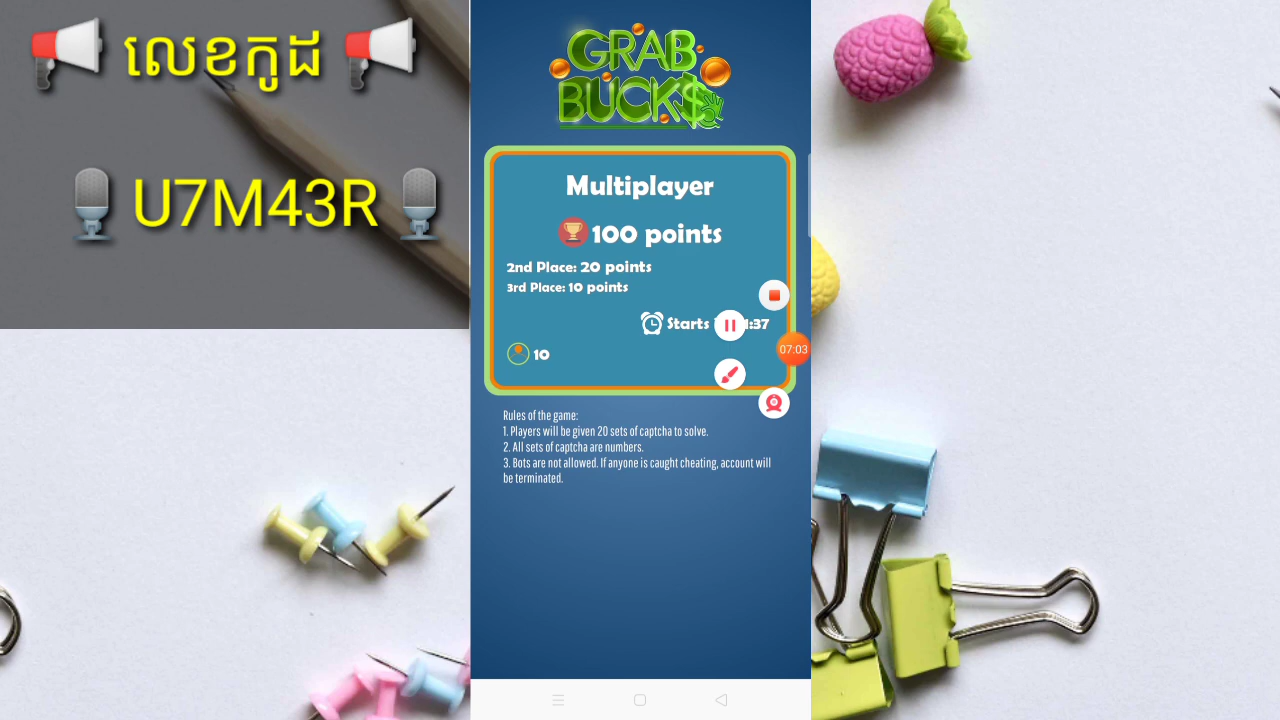 លេខកូដ
U7M43R
GRAB
BUCK$
Multiplayer
100 points
2nd Place: 20 points
3rd Place: 10 points
Starts 1:37
07:03
10
Rules of the game:
1. Players will be given 20 sets of captcha to solve.
2. All sets of captcha are numbers.
3. Bots are not allowed. If anyone is caught cheating, account will
be terminated.